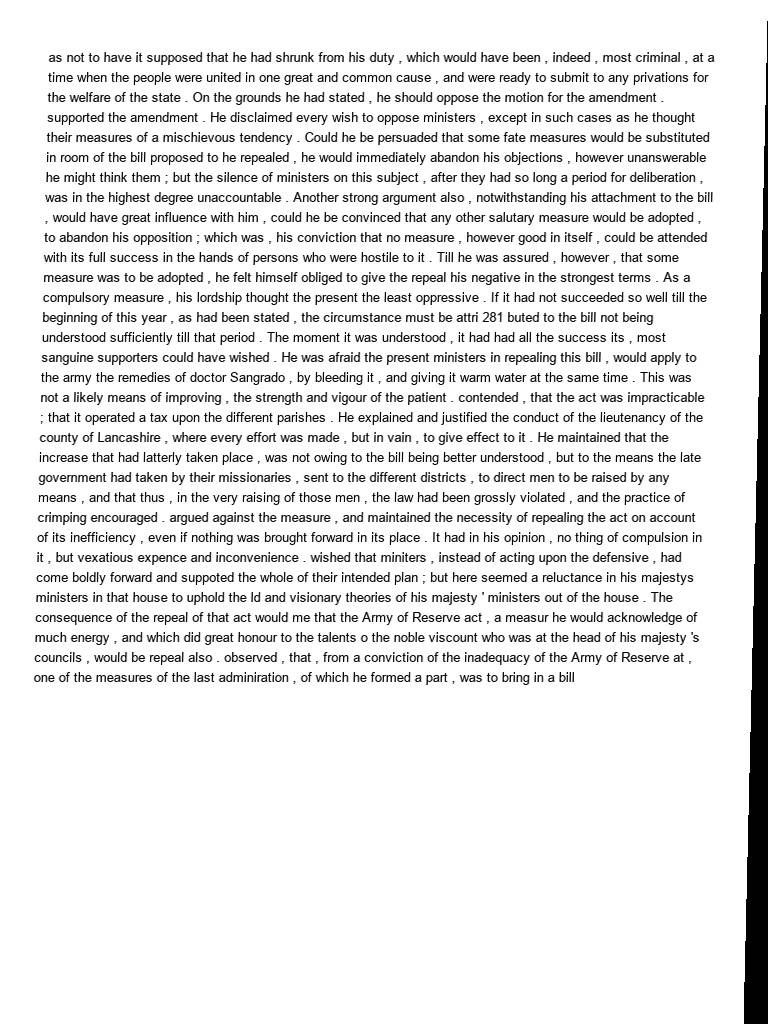 as not to have it supposed that he had shrunk from his duty , which would have been , indeed , most criminal , at a
time when the people were united in one great and common cause , and were ready to submit to any privations for
the welfare of the state . On the grounds he had stated , he should oppose the motion for the amendment .
supported the amendment . He disclaimed every wish to oppose ministers , except in such cases as he thought
their measures of a mischievous tendency . Could he be persuaded that some fate measures would be substituted
in room of the bill proposed to he repealed , he would immediately abandon his objections , however unanswerable
he might think them ; but the silence of ministers on this subject , after they had so long a period for deliberation ,
was in the highest degree unaccountable . Another strong argument also , notwithstanding his attachment to the bill
, would have great influence with him , could he be convinced that any other salutary measure would be adopted ,
to abandon his opposition ; which was , his conviction that no measure , however good in itself , could be attended
with its full success in the hands of persons who were hostile to it . Till he was assured , however , that some
measure was to be adopted , he felt himself obliged to give the repeal his negative in the strongest terms . As a
compulsory measure , his lordship thought the present the least oppressive . If it had not succeeded so well till the
beginning of this year , as had been stated , the circumstance must be attri 281 buted to the bill not being
understood sufficiently till that period . The moment it was understood , it had had all the success its , most
sanguine supporters could have wished . He was afraid the present ministers in repealing this bill , would apply to
the army the remedies of doctor Sangrado , by bleeding it , and giving it warm water at the same time . This was
not a likely means of improving , the strength and vigour of the patient . contended , that the act was impracticable
; that it operated a tax upon the different parishes . He explained and justified the conduct of the lieutenancy of the
county of Lancashire , where every effort was made , but in vain , to give effect to it . He maintained that the
increase that had latterly taken place , was not owing to the bill being better understood , but to the means the late
government had taken by their missionaries , sent to the different districts , to direct men to be raised by any
means , and that thus , in the very raising of those men , the law had been grossly violated , and the practice of
crimping encouraged . argued against the measure , and maintained the necessity of repealing the act on account
of its inefficiency , even if nothing was brought forward in its place . It had in his opinion , no thing of compulsion in
it , but vexatious expence and inconvenience . wished that miniters , instead of acting upon the defensive , had
come boldly forward and suppoted the whole of their intended plan ; but here seemed a reluctance in his majestys
ministers in that house to uphold the ld and visionary theories of his majesty ' ministers out of the house . The
consequence of the repeal of that act would me that the Army of Reserve act , a measur he would acknowledge of
much energy , and which did great honour to the talents o the noble viscount who was at the head of his majesty 's
councils , would be repeal also . observed , that , from a conviction of the inadequacy of the Army of Reserve at ,
one of the measures of the last adminiration , of which he formed a part , was to bring in a bill